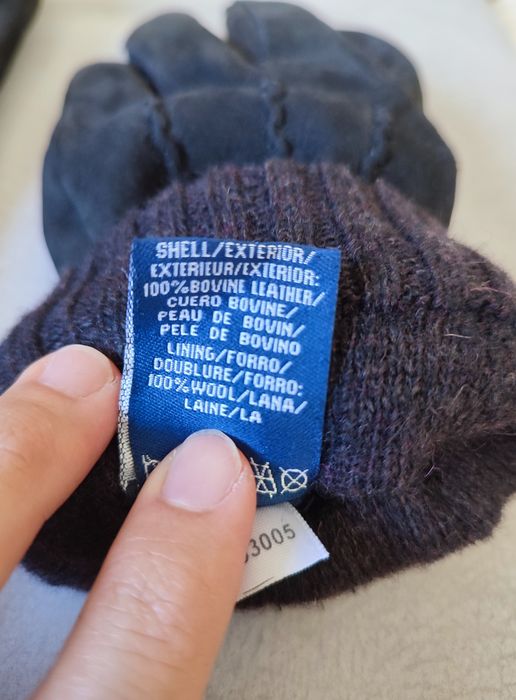 SHELL/EXTERIOR/
EXTERIEUR/EXTERIOR:
100%BOVINE LEATHER/
CUERO BOVINE/
PEAU DE BOVIN/
PELE DE BOVINO
LINING/FORRO/
DOUBLURE/FORRO:
100%WOOL/LANA/
LAINE/LA
3005